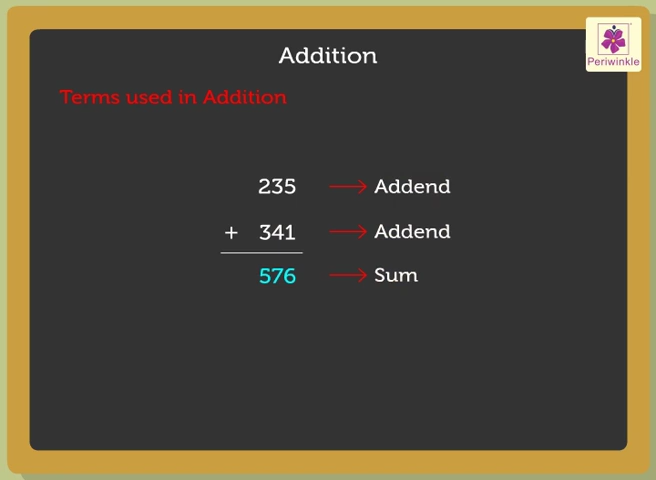 Addition
Periwinkle
Terms used in Addition
235 → Addend
+ 341 → Addend
576 → Sum